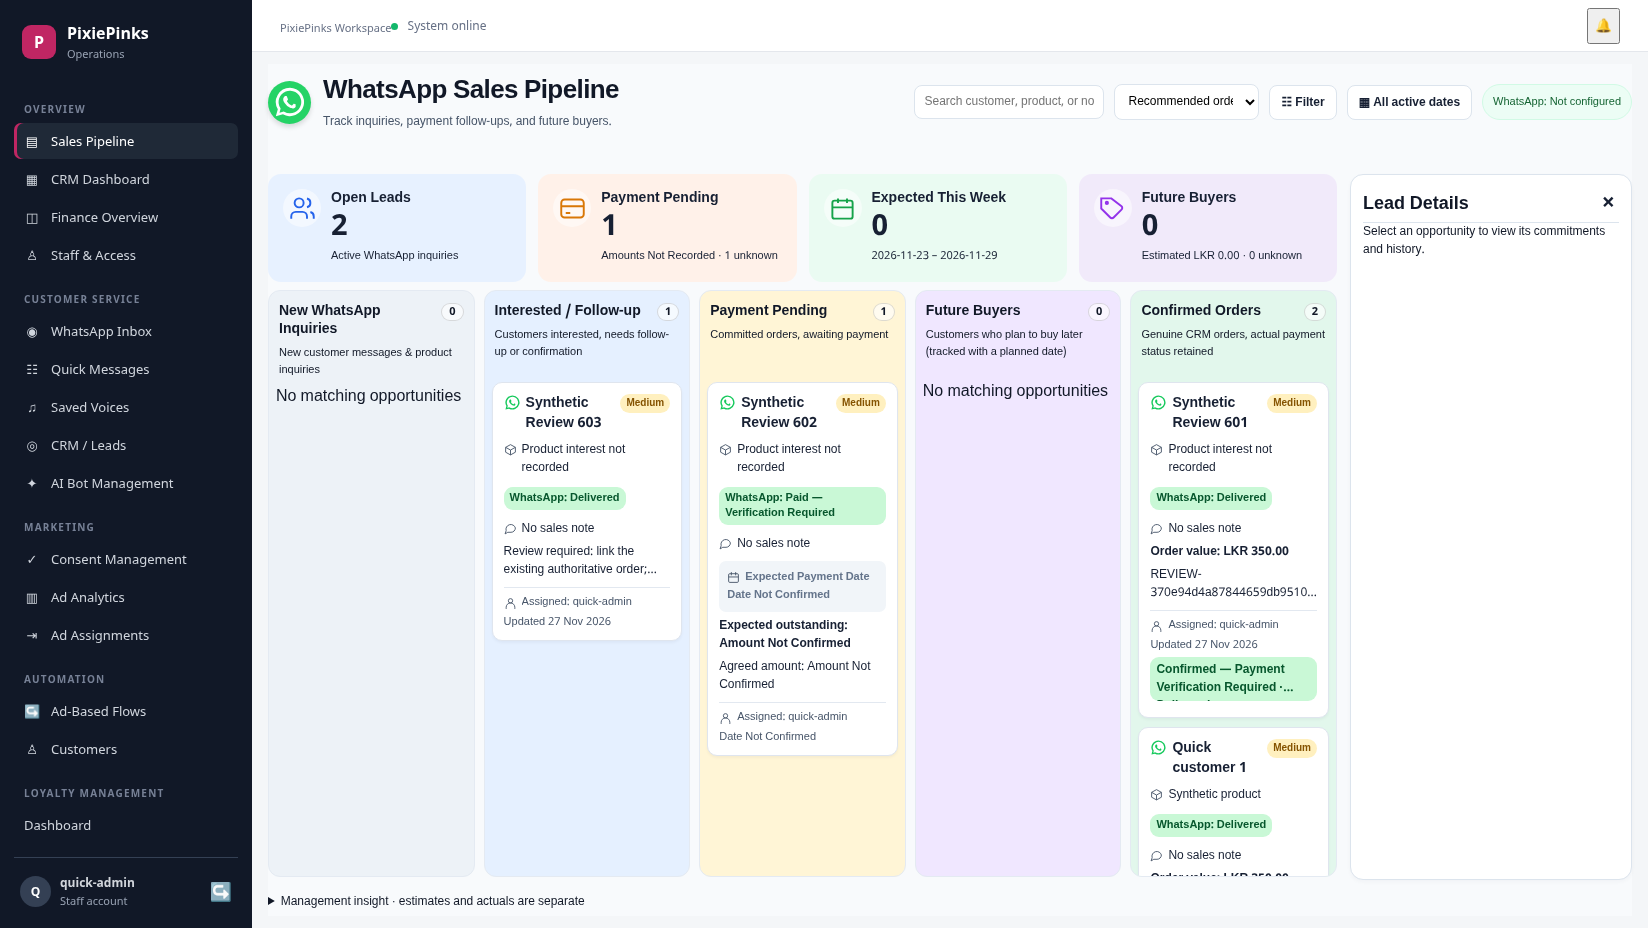 P
PixiePinks
Operations
OVERVIEW
Sales Pipeline
CRM Dashboard
Finance Overview
Staff & Access
CUSTOMER SERVICE
WhatsApp Inbox
Quick Messages
Saved Voices
CRM / Leads
AI Bot Management
MARKETING
Consent Management
Ad Analytics
Ad Assignments
AUTOMATION
Ad-Based Flows
Customers
LOYALTY MANAGEMENT
Dashboard
Q
quick-admin
Staff account
PixiePinks Workspace
System online
WhatsApp Sales Pipeline
Track inquiries, payment follow-ups, and future buyers.
Search customer, product, or no
Recommended orde
Filter
All active dates
WhatsApp: Not configured
Open Leads
2
Active WhatsApp inquiries
Payment Pending
1
Amounts Not Recorded · 1 unknown
Expected This Week
0
2026-11-23 – 2026-11-29
Future Buyers
0
Estimated LKR 0.00 · 0 unknown
New WhatsApp
Inquiries
0
New customer messages & product
inquiries
No matching opportunities
Interested / Follow-up
1
Customers interested, needs follow-
up or confirmation
Synthetic
Review 603
Medium
Product interest not
recorded
WhatsApp: Delivered
No sales note
Review required: link the
existing authoritative order;...
Assigned: quick-admin
Updated 27 Nov 2026
Payment Pending
1
Committed orders, awaiting payment
Synthetic
Review 602
Medium
Product interest not
recorded
WhatsApp: Paid —
Verification Required
No sales note
Expected Payment Date
Date Not Confirmed
Expected outstanding:
Amount Not Confirmed
Agreed amount: Amount Not
Confirmed
Assigned: quick-admin
Date Not Confirmed
Future Buyers
0
Customers who plan to buy later
(tracked with a planned date)
No matching opportunities
Confirmed Orders
2
Genuine CRM orders, actual payment
status retained
Synthetic
Review 601
Medium
Product interest not
recorded
WhatsApp: Delivered
No sales note
Order value: LKR 350.00
REVIEW-
370e94d4a87844659db9510...
Assigned: quick-admin
Updated 27 Nov 2026
Confirmed — Payment
Verification Required ·...
Quick
customer 1
Medium
Synthetic product
WhatsApp: Delivered
No sales note
Order value: LKR 350.00
Lead Details
×
Select an opportunity to view its commitments
and history.
Management insight · estimates and actuals are separate